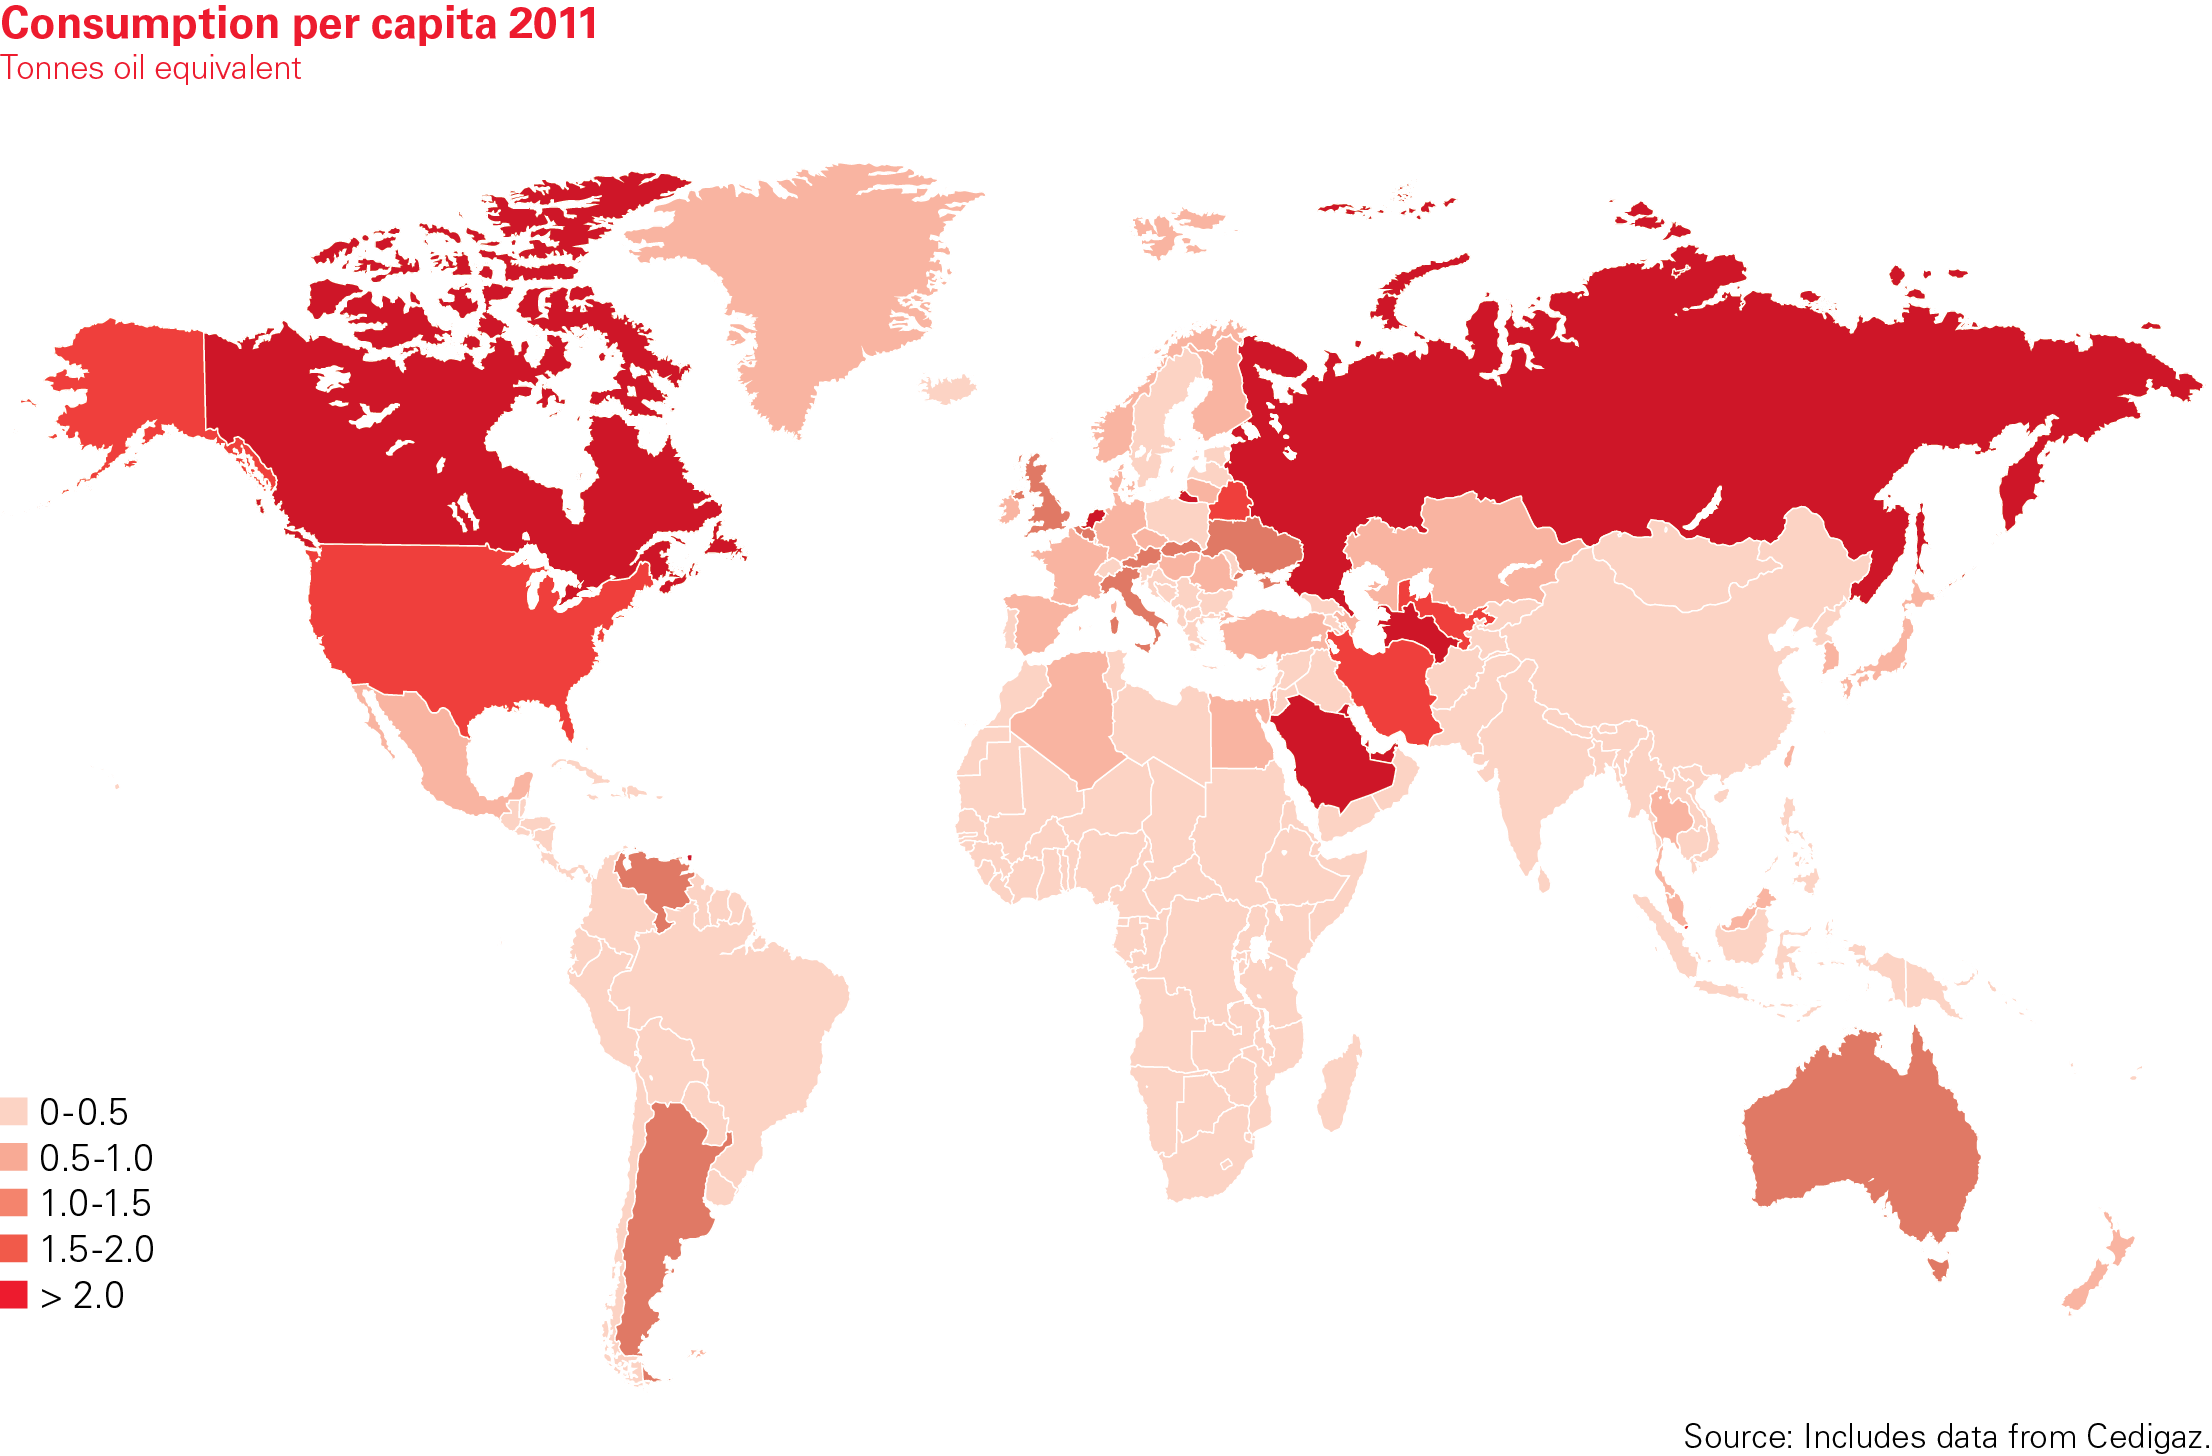 Consumption per capita 2011
Tonnes oil equivalent
0-0.5
0.5-1.0
1.0-1.5
1.5-2.0
> 2.0
Source: Includes data from Cedigaz.